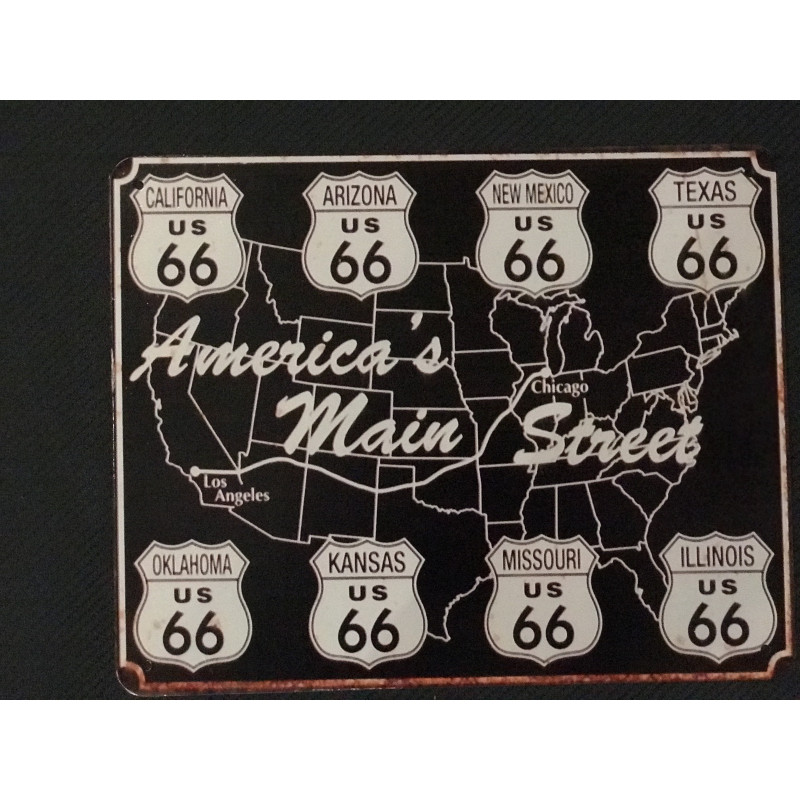 CALIFORNIA
US
66
ARIZONA
US
66
NEW MEXICO
US
66
TEXAS
US
66
America's
Main Street
Chicago
Los
Angeles
OKLAHOMA
US
66
KANSAS
US
66
MISSOURI
US
66
ILLINOIS
US
66